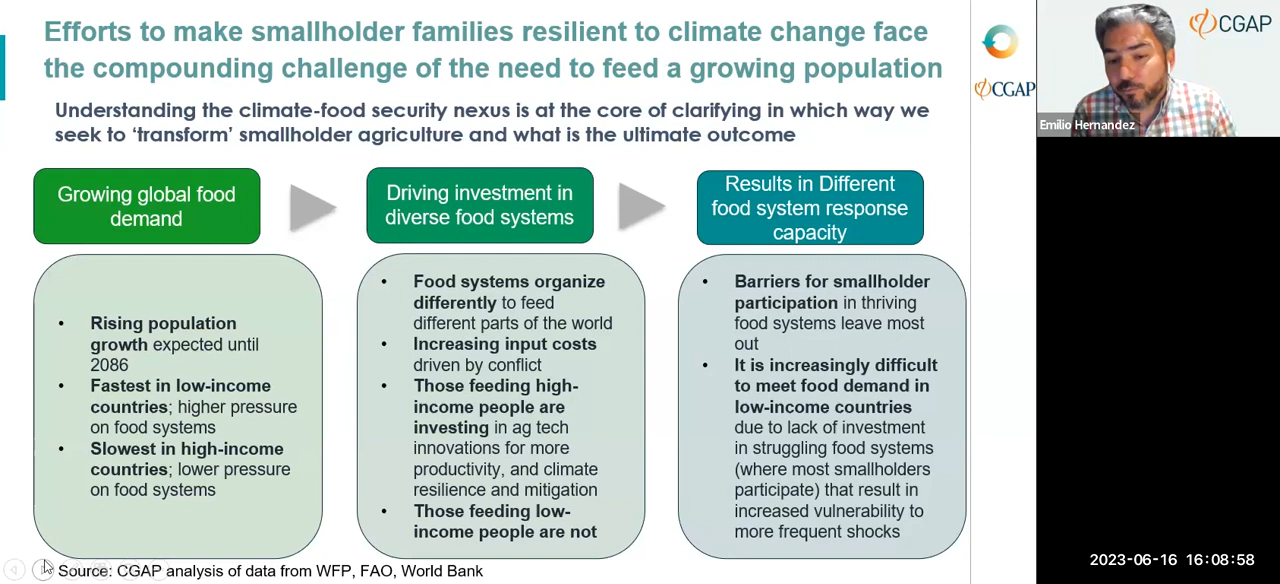 Efforts to make smallholder families resilient to climate change face
the compounding challenge of the need to feed a growing population
Understanding the climate-food security nexus is at the core of clarifying in which way we
seek to ‘transform’ smallholder agriculture and what is the ultimate outcome
Growing global food
demand
Rising population
growth expected until
2086
Fastest in low-income
countries; higher pressure
on food systems
Slowest in high-income
countries; lower pressure
on food systems
Driving investment in
diverse food systems
Food systems organize
differently to feed
different parts of the world
Increasing input costs
driven by conflict
Those feeding high-
income people are
investing in ag tech
innovations for more
productivity, and climate
resilience and mitigation
Those feeding low-
income people are not
Results in Different
food system response
capacity
Barriers for smallholder
participation in thriving
food systems leave most
out
It is increasingly difficult
to meet food demand in
low-income countries
due to lack of investment
in struggling food systems
(where most smallholders
participate) that result in
increased vulnerability to
more frequent shocks
Source: CGAP analysis of data from WFP, FAO, World Bank
CGAP
CGAP
Emilio Hernandez
2023-06-16 16:08:58